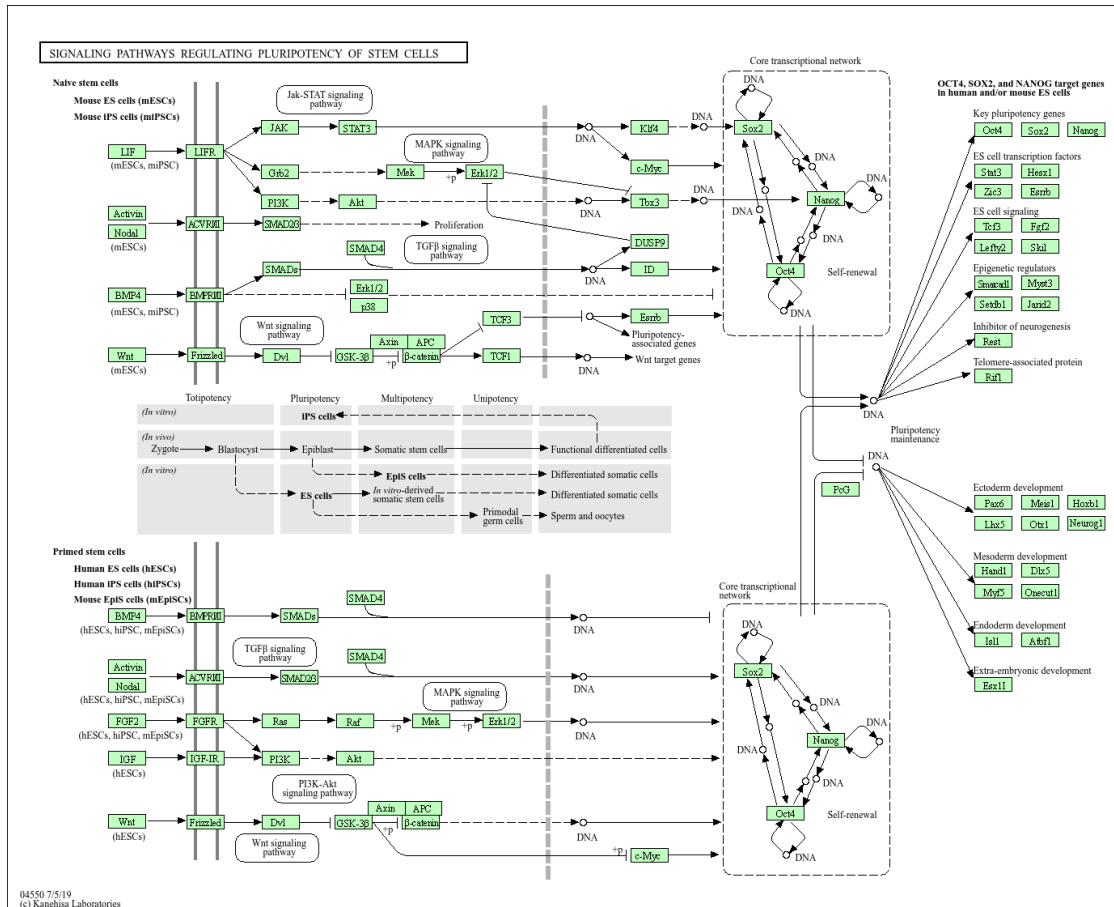 SIGNALING PATHWAYS REGULATING PLURIPOTENCY OF STEM CELLS
Naive stem cells
Mouse ES cells (mESCs)
Mouse iPS cells (miPSCs)
Jak-STAT signaling
pathway
JAK
STAT3
LIF
(mESCs, miPSC)
LIFR
MAPK signaling
pathway
Grb2
Mek
+p
Erk1/2
PI3K
Akt
Activin
Nodal
(mESCs)
ACVRI/II
SMAD2/3
Proliferation
TGFβ signaling
pathway
SMAD4
SMADs
BMP4
(mESCs, miPSC)
BMPRI/II
Erk1/2
p38
Wnt signaling
pathway
Wnt
(mESCs)
Frizzled
Dvl
GSK-3β
Axin
APC
+p
β-catenin
TCF3
TCF1
DNA
Klf4
DNA
c-Myc
DNA
Tbx3
DUSP9
DNA
ID
Esrrb
Pluripotency-
associated genes
DNA
Wnt target genes
Core transcriptional network
DNA
Sox2
DNA
Nanog
DNA
DNA
DNA
Oct4
Self-renewal
DNA
OCT4, SOX2, and NANOG target genes
in human and/or mouse ES cells
Key pluripotency genes
Oct4
Sox2
Nanog
ES cell transcription factors
Stat3
Hesx1
Zic3
Esrrb
ES cell signaling
Tcf3
Fgf2
Lefty2
Skil
Epigenetic regulators
Smarcad1
Myst3
Setdb1
Jarid2
Inhibitor of neurogenesis
Rest
Telomere-associated protein
Rif1
DNA
Pluripotency
maintenance
DNA
PcG
Ectoderm development
Pax6
Meis1
Hoxb1
Lhx5
Otx1
Neurog1
Mesoderm development
Hand1
Dlx5
Myf5
Onecut1
Endoderm development
Isl1
Atbf1
Extra-embryonic development
Esx1l
Totipotency
Pluripotency
Multipotency
Unipotency
(In vitro)
iPS cells
(In vivo)
Zygote
Blastocyst
Epiblast
Somatic stem cells
Functional differentiated cells
(In vitro)
EpiS cells
Differentiated somatic cells
ES cells
In vitro-derived
somatic stem cells
Differentiated somatic cells
Primodal
germ cells
Sperm and oocytes
Primed stem cells
Human ES cells (hESCs)
Human iPS cells (hiPSCs)
Mouse EpiS cells (mEpiSCs)
BMP4
(hESCs, hiPSC, mEpiSCs)
BMPRI/II
SMADs
SMAD4
DNA
TGFβ signaling
pathway
Activin
Nodal
(hESCs, hiPSC, mEpiSCs)
ACVRI/II
SMAD2/3
SMAD4
DNA
MAPK signaling
pathway
FGF2
(hESCs, hiPSC, mEpiSCs)
FGFR
Ras
Raf
+p
Mek
+p
Erk1/2
DNA
IGF
(hESCs)
IGF-IR
PI3K
Akt
PI3K-Akt
signaling pathway
Wnt
(hESCs)
Frizzled
Dvl
GSK-3β
Axin
APC
+p
β-catenin
DNA
Wnt signaling
pathway
+p
c-Myc
Core transcriptional
network
DNA
Sox2
DNA
Nanog
DNA
DNA
DNA
Oct4
Self-renewal
DNA
04550 7/5/19
(c) Kanehisa Laboratories